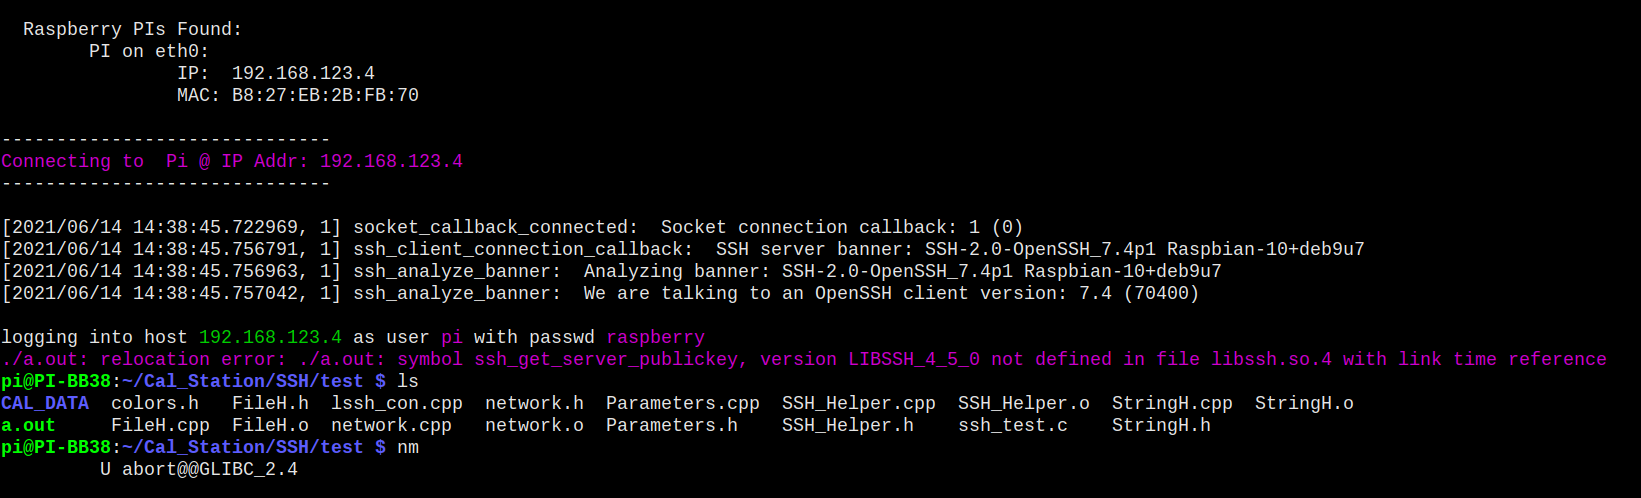 Raspberry PIs Found:
PI on eth0:
IP:  192.168.123.4
MAC: B8:27:EB:2B:FB:70
------------------------------
Connecting to  Pi @ IP Addr: 192.168.123.4
------------------------------
[2021/06/14 14:38:45.722969, 1] socket_callback_connected:  Socket connection callback: 1 (0)
[2021/06/14 14:38:45.756791, 1] ssh_client_connection_callback:  SSH server banner: SSH-2.0-OpenSSH_7.4p1 Raspbian-10+deb9u7
[2021/06/14 14:38:45.756963, 1] ssh_analyze_banner:  Analyzing banner: SSH-2.0-OpenSSH_7.4p1 Raspbian-10+deb9u7
[2021/06/14 14:38:45.757042, 1] ssh_analyze_banner:  We are talking to an OpenSSH client version: 7.4 (70400)
logging into host 192.168.123.4 as user pi with passwd raspberry
./a.out: relocation error: ./a.out: symbol ssh_get_server_publickey, version LIBSSH_4_5_0 not defined in file libssh.so.4 with link time reference
pi@PI-BB38:~/Cal_Station/SSH/test $ ls
CAL_DATA  colors.h   FileH.h  lssh_con.cpp  network.h  Parameters.cpp  SSH_Helper.cpp  SSH_Helper.o  StringH.cpp  StringH.o
a.out     FileH.cpp  FileH.o  network.cpp   network.o  Parameters.h    SSH_Helper.h    ssh_test.c    StringH.h
pi@PI-BB38:~/Cal_Station/SSH/test $ nm
U abort@@GLIBC_2.4